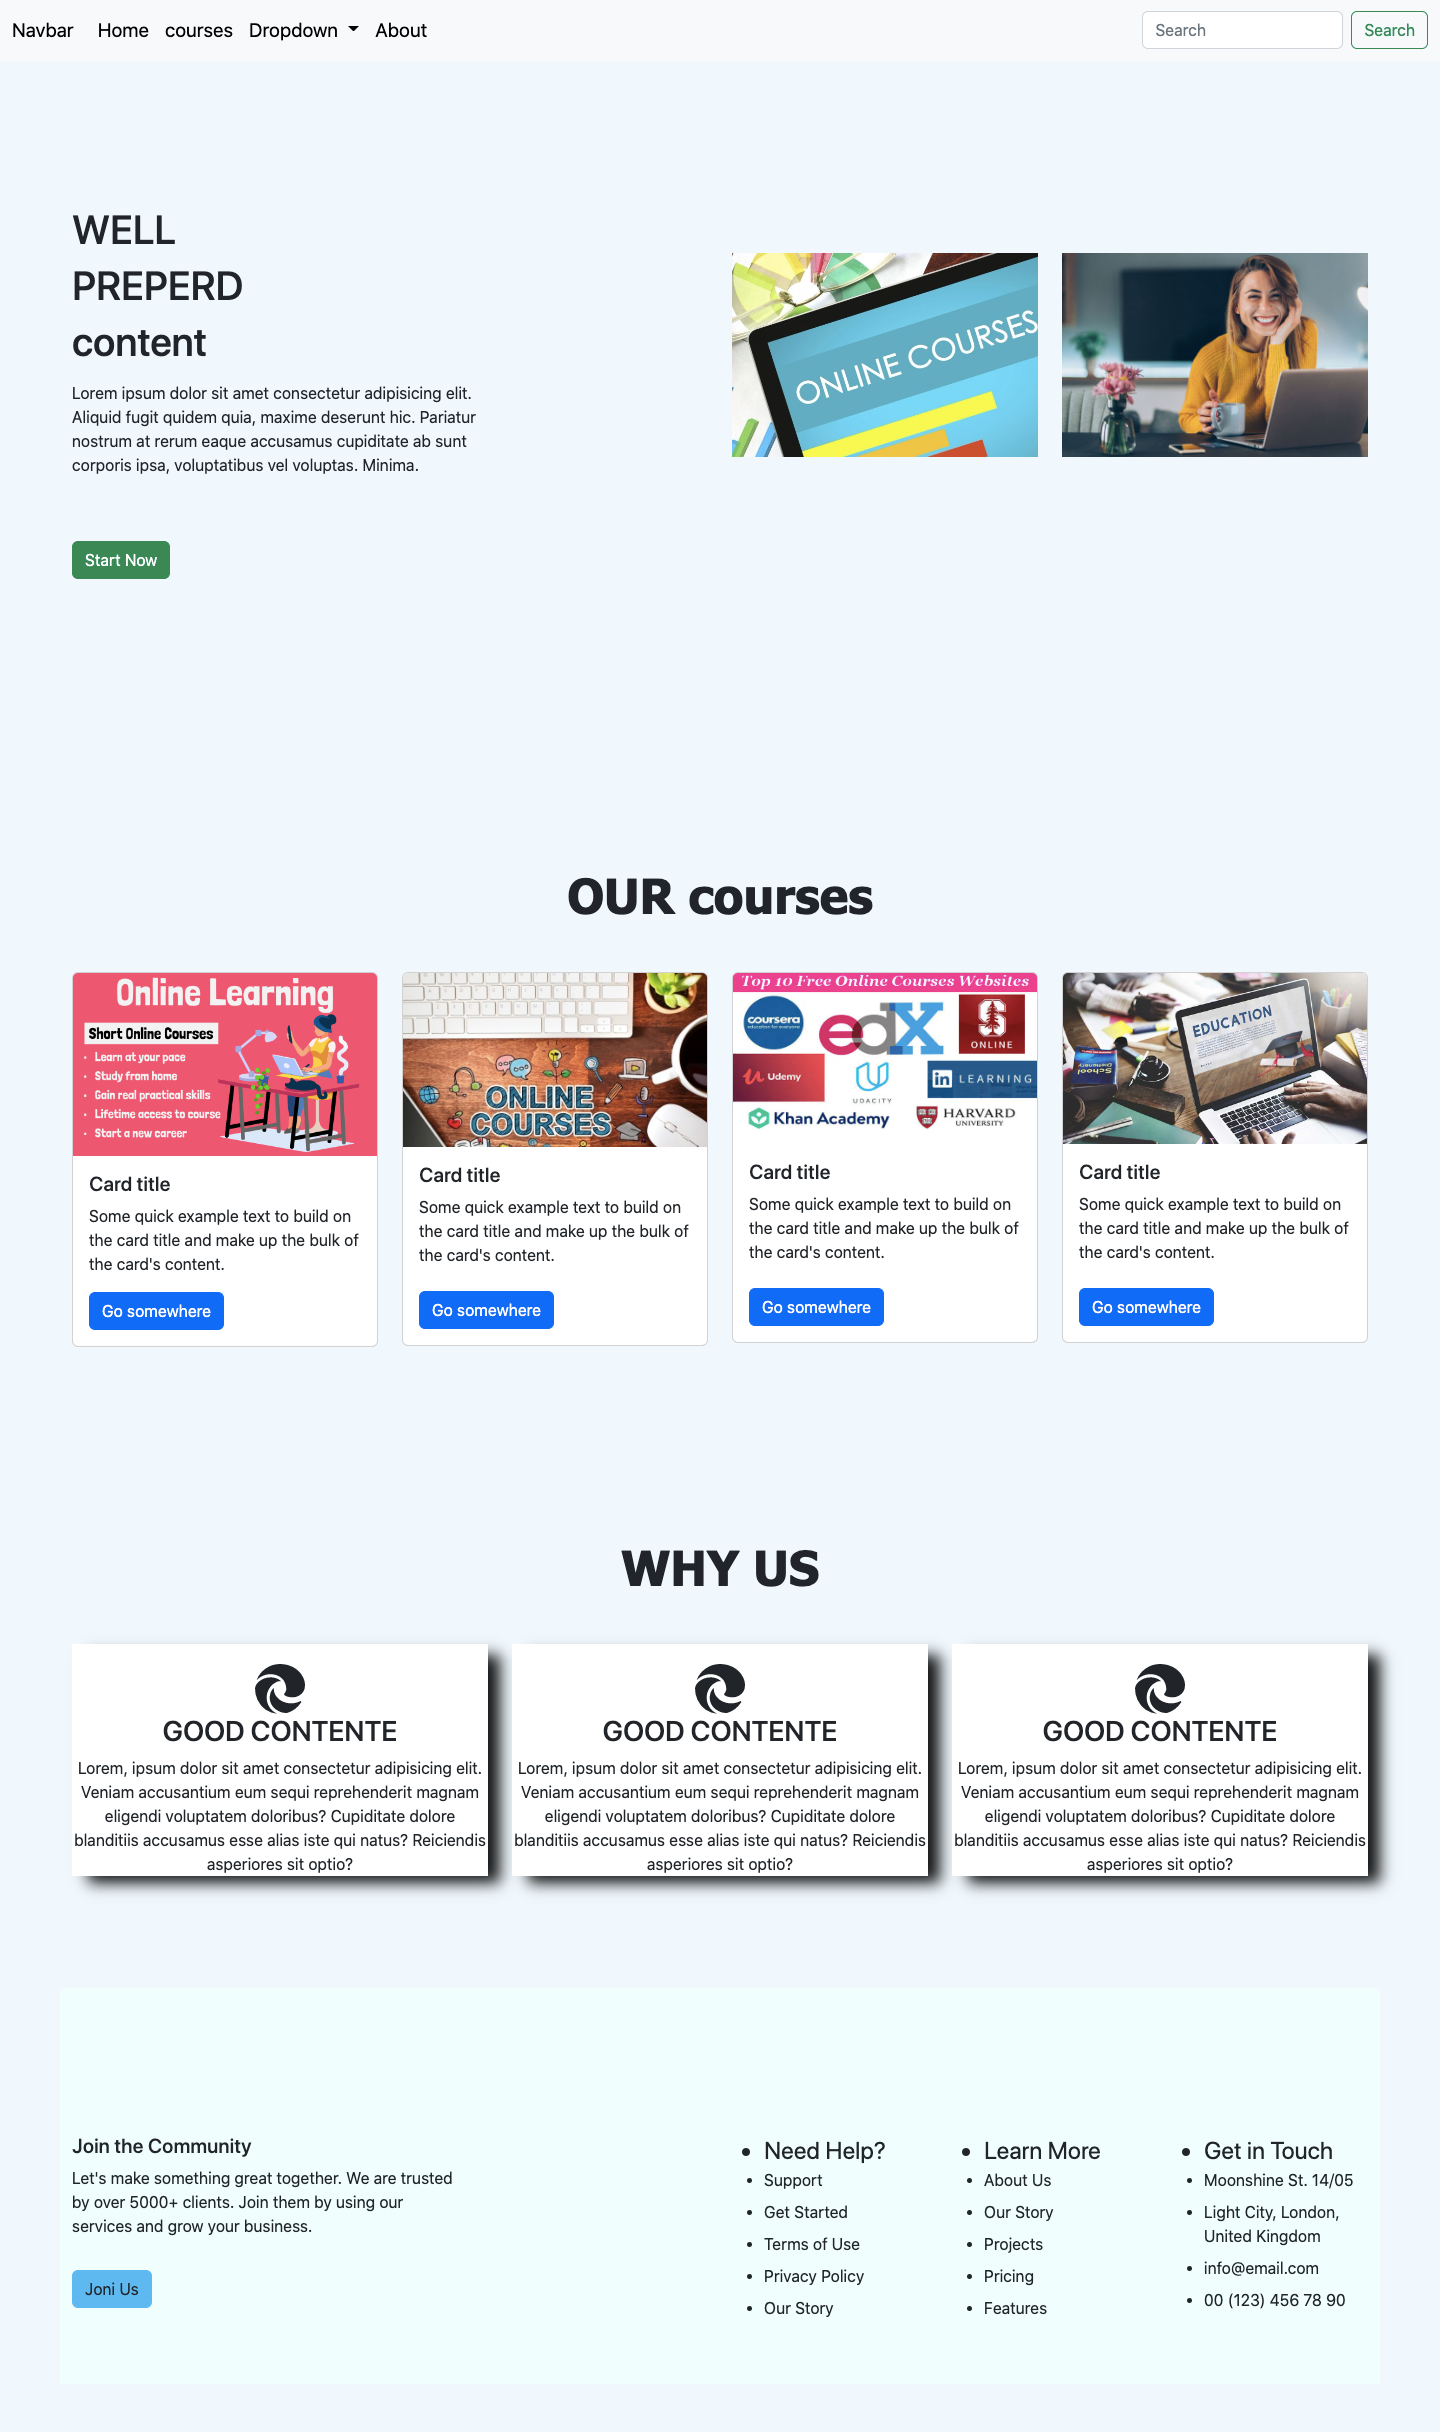 Navbar Home courses Dropdown About Search Search
WELL
PREPERD
content
Lorem ipsum dolor sit amet consectetur adipisicing elit.
Aliquid fugit quidem quia, maxime deserunt hic. Pariatur
nostrum at rerum eaque accusamus cupiditate ab sunt
corporis ipsa, voluptatibus vel voluptas. Minima.
Start Now
ONLINE COURSES
OUR courses
Online Learning
Short Online Courses
• Learn at your pace
• Study from home
• Gain real practical skills
• Lifetime access to course
• Start a new career
Card title
Some quick example text to build on
the card title and make up the bulk of
the card's content.
Go somewhere
ONLINE
COURSES
Card title
Some quick example text to build on
the card title and make up the bulk of
the card's content.
Go somewhere
Top 10 Free Online Courses Websites
coursera
education for everyone
edX
S
ONLINE
Udemy
UDACITY
in LEARNING
Khan Academy
HARVARD
UNIVERSITY
Card title
Some quick example text to build on
the card title and make up the bulk of
the card's content.
Go somewhere
EDUCATION
School
Dictionary
Card title
Some quick example text to build on
the card title and make up the bulk of
the card's content.
Go somewhere
WHY US
GOOD CONTENTE
Lorem, ipsum dolor sit amet consectetur adipisicing elit.
Veniam accusantium eum sequi reprehenderit magnam
eligendi voluptatem doloribus? Cupiditate dolore
blanditiis accusamus esse alias iste qui natus? Reiciendis
asperiores sit optio?
GOOD CONTENTE
Lorem, ipsum dolor sit amet consectetur adipisicing elit.
Veniam accusantium eum sequi reprehenderit magnam
eligendi voluptatem doloribus? Cupiditate dolore
blanditiis accusamus esse alias iste qui natus? Reiciendis
asperiores sit optio?
GOOD CONTENTE
Lorem, ipsum dolor sit amet consectetur adipisicing elit.
Veniam accusantium eum sequi reprehenderit magnam
eligendi voluptatem doloribus? Cupiditate dolore
blanditiis accusamus esse alias iste qui natus? Reiciendis
asperiores sit optio?
Join the Community
Let's make something great together. We are trusted
by over 5000+ clients. Join them by using our
services and grow your business.
Joni Us
• Need Help?
• Support
• Get Started
• Terms of Use
• Privacy Policy
• Our Story
• Learn More
• About Us
• Our Story
• Projects
• Pricing
• Features
• Get in Touch
• Moonshine St. 14/05
• Light City, London,
United Kingdom
• info@email.com
• 00 (123) 456 78 90